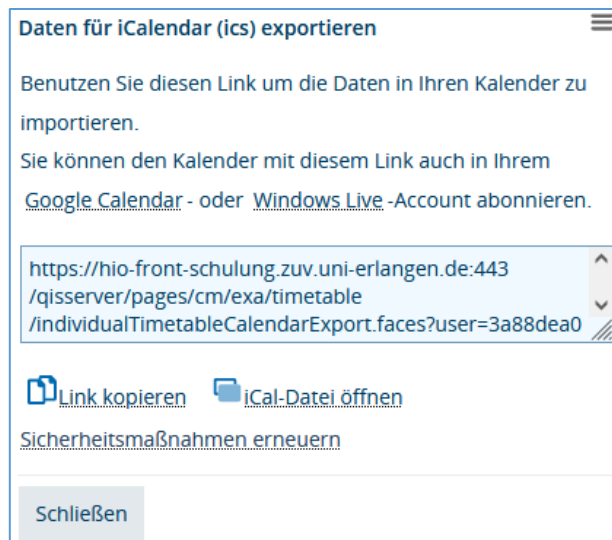 Daten für iCalendar (ics) exportieren
Benutzen Sie diesen Link um die Daten in Ihren Kalender zu
importieren.
Sie können den Kalender mit diesem Link auch in Ihrem
Google Calendar - oder Windows Live -Account abonnieren.
https://hio-front-schulung.zuv.uni-erlangen.de:443
/qisserver/pages/cm/exa/timetable
/individualTimetableCalendarExport.faces?user=3a88dea0
Link kopieren iCal-Datei öffnen
Sicherheitsmaßnahmen erneuern
Schließen